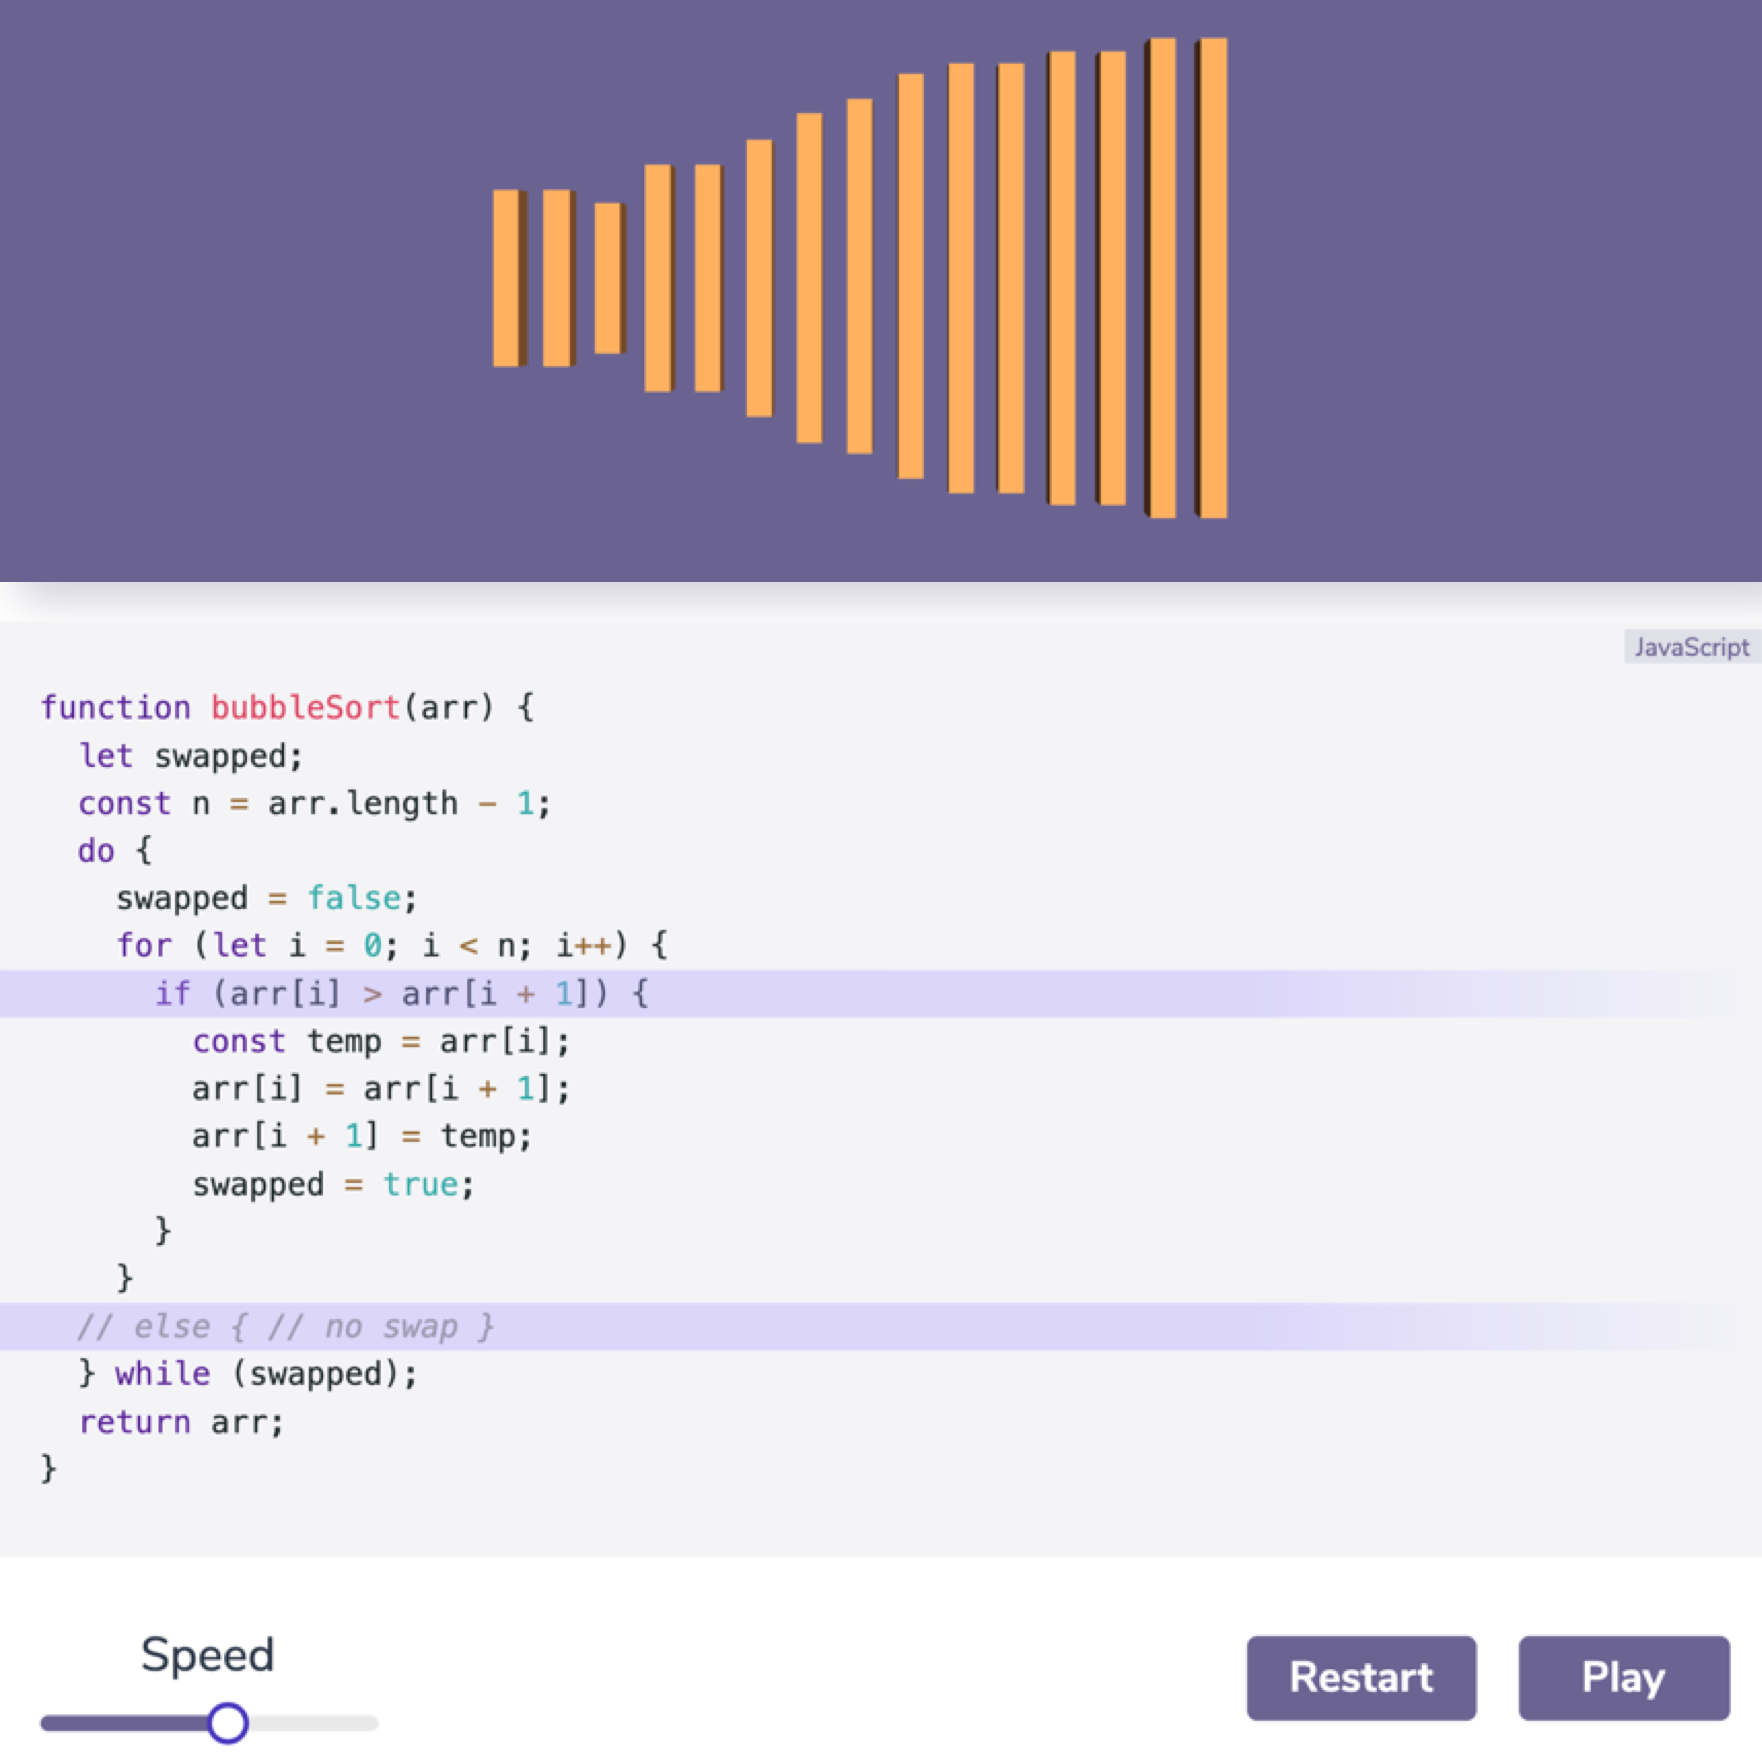 JavaScript
function bubbleSort(arr) {
  let swapped;
  const n = arr.length - 1;
  do {
    swapped = false;
    for (let i = 0; i < n; i++) {
      if (arr[i] > arr[i + 1]) {
        const temp = arr[i];
        arr[i] = arr[i + 1];
        arr[i + 1] = temp;
        swapped = true;
      }
    }
  // else { // no swap }
  } while (swapped);
  return arr;
}
Speed
Restart Play